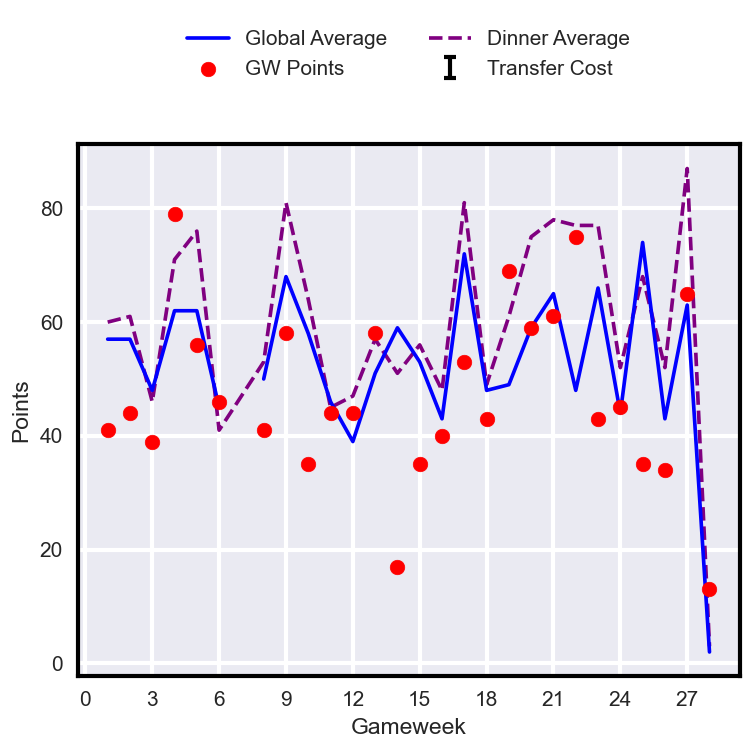 Global Average
Dinner Average
GW Points
Transfer Cost
80
60
40
20
0
Points
0 3 6 9 12 15 18 21 24 27
Gameweek